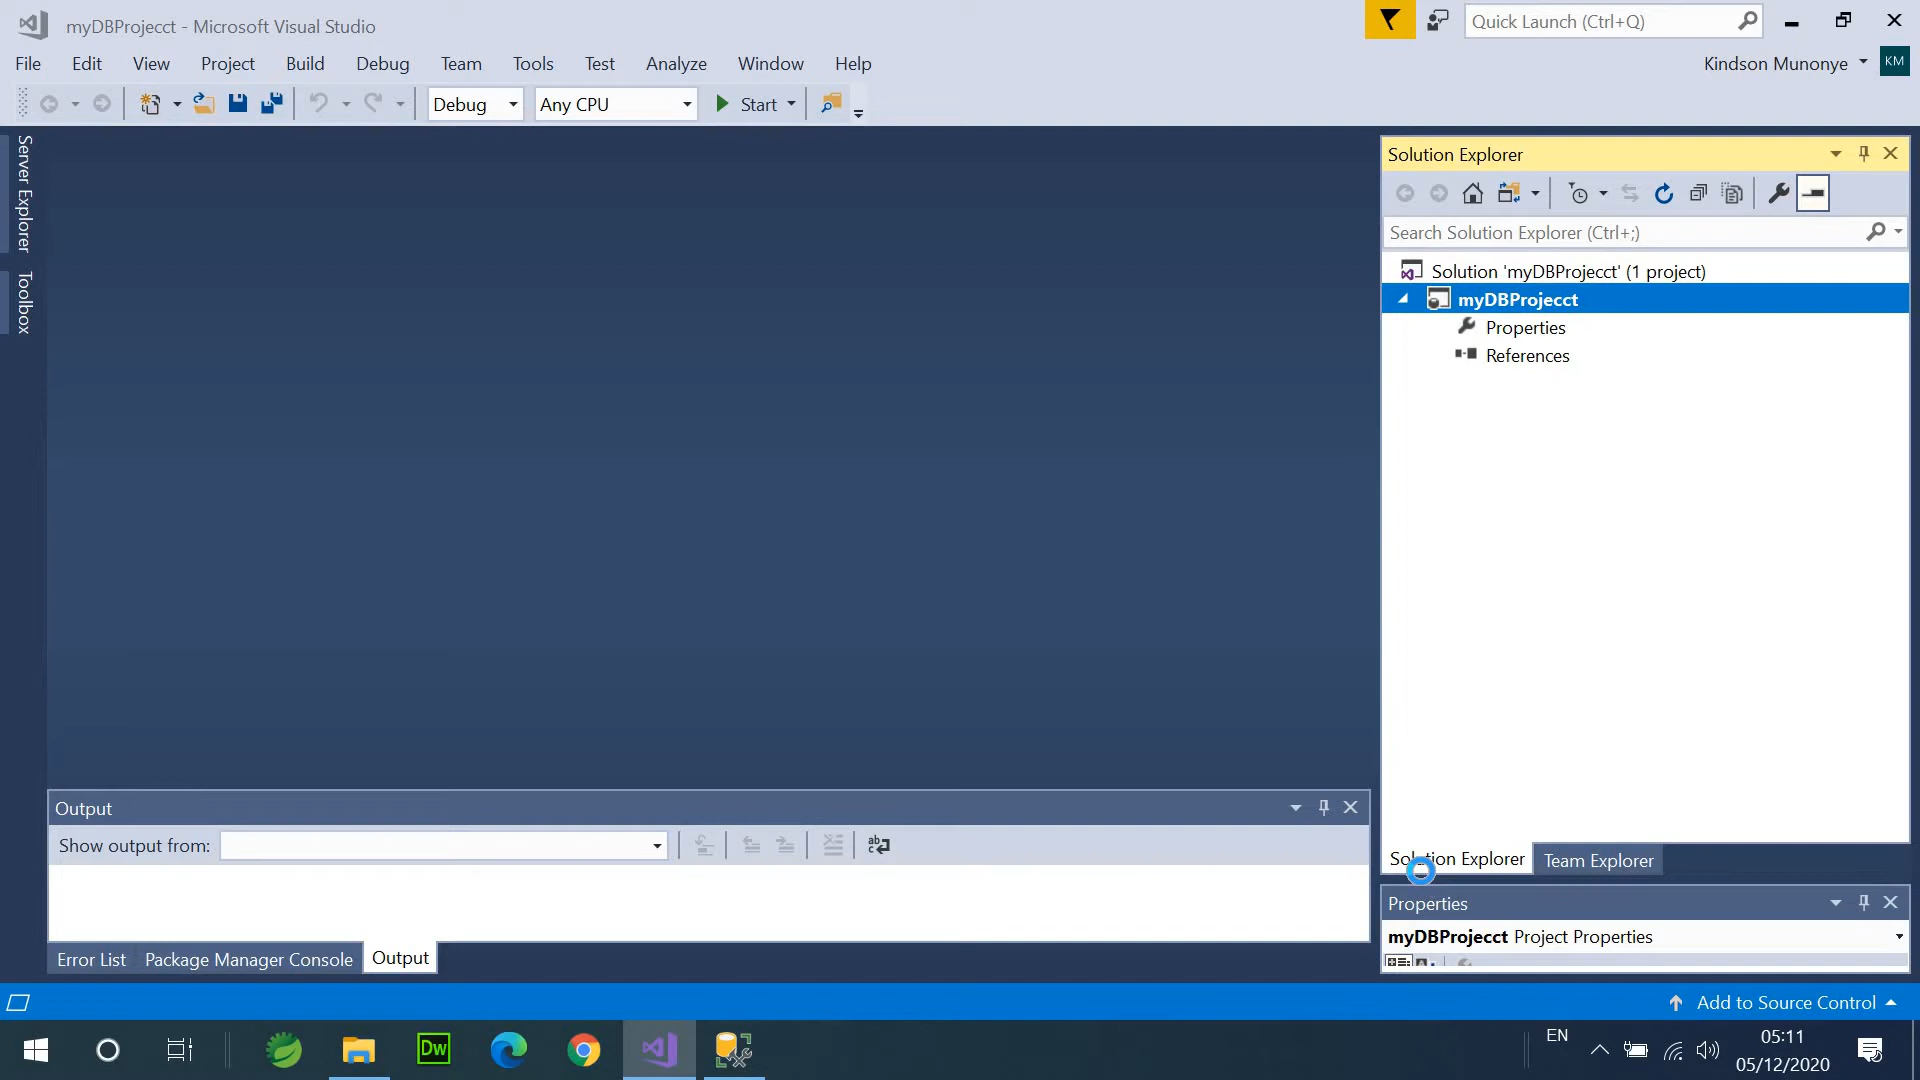 myDBProjecct - Microsoft Visual Studio
Quick Launch (Ctrl+Q)
File Edit View Project Build Debug Team Tools Test Analyze Window Help
Kindson Munonye KM
Debug Any CPU Start
Server Explorer
Toolbox
Solution Explorer
Search Solution Explorer (Ctrl+;)
Solution 'myDBProjecct' (1 project)
myDBProjecct
Properties
References
Output
Show output from:
Error List Package Manager Console Output
Solution Explorer Team Explorer
Properties
myDBProjecct Project Properties
Add to Source Control
Dw
EN
05:11
05/12/2020